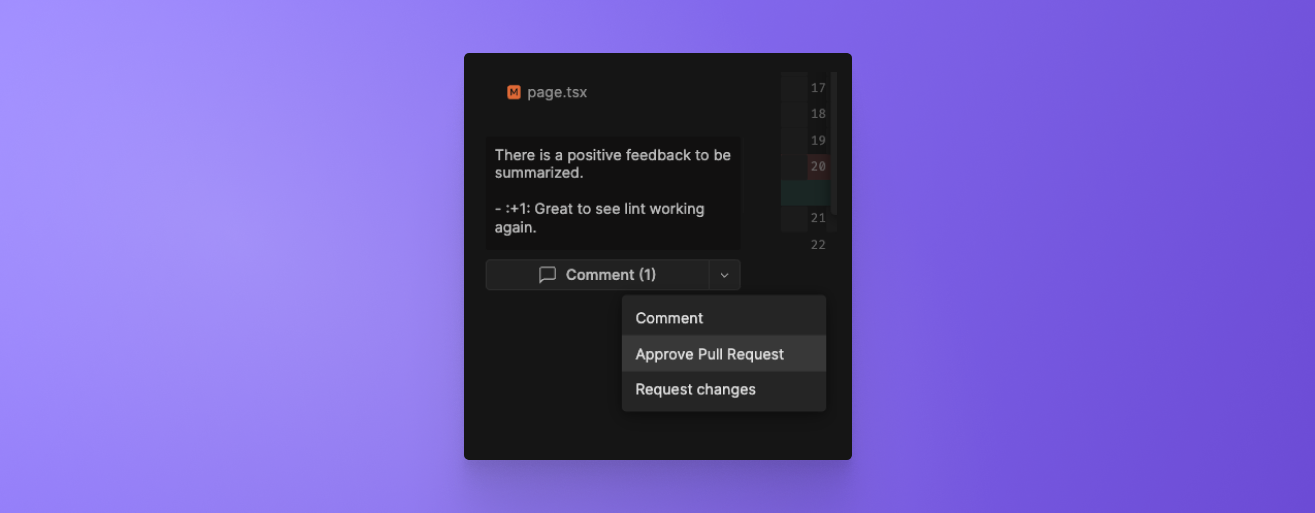 M page.tsx
There is a positive feedback to be
summarized.
- :+1: Great to see lint working
again.
Comment (1)
Comment
Approve Pull Request
Request changes
17
18
19
20
21
22